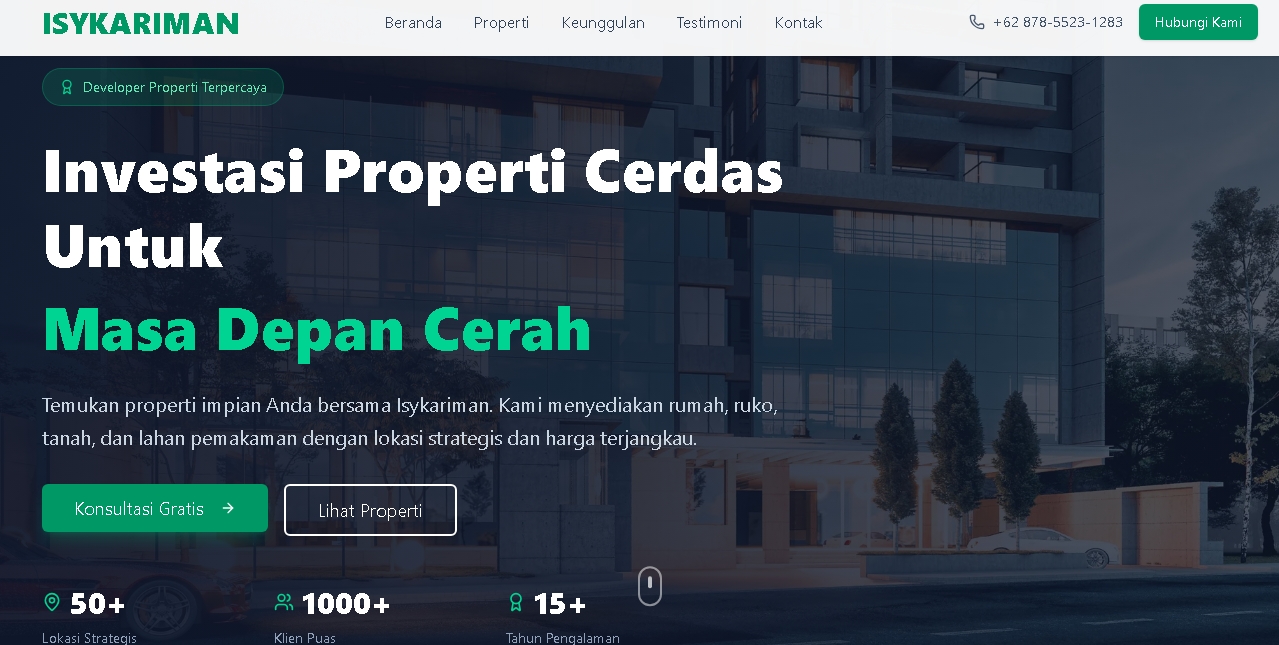 ISYKARIMAN
Beranda Properti Keunggulan Testimoni Kontak
+62 878-5523-1283
Hubungi Kami
Developer Properti Terpercaya
Investasi Properti Cerdas
Untuk
Masa Depan Cerah
Temukan properti impian Anda bersama Isykariman. Kami menyediakan rumah, ruko,
tanah, dan lahan pemakaman dengan lokasi strategis dan harga terjangkau.
Konsultasi Gratis
Lihat Properti
50+
Lokasi Strategis
1000+
Klien Puas
15+
Tahun Pengalaman